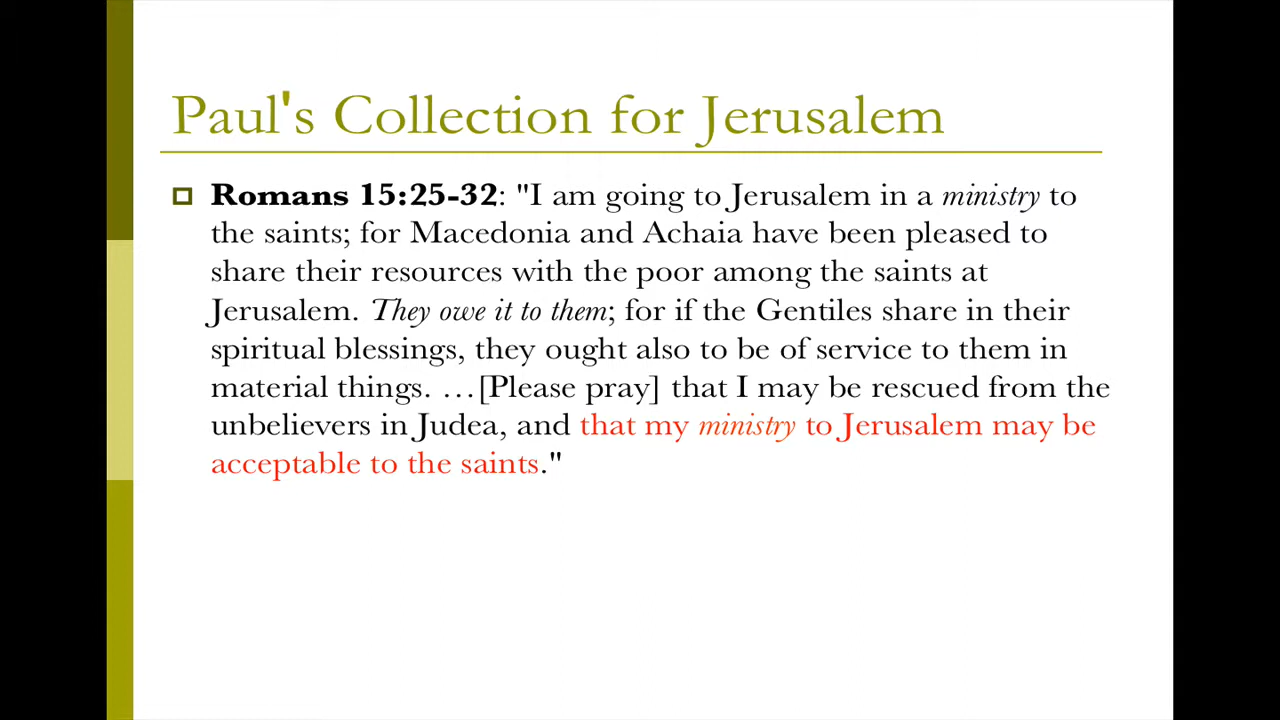 Paul's Collection for Jerusalem
Romans 15:25-32: "I am going to Jerusalem in a ministry to
the saints; for Macedonia and Achaia have been pleased to
share their resources with the poor among the saints at
Jerusalem. They owe it to them; for if the Gentiles share in their
spiritual blessings, they ought also to be of service to them in
material things. …[Please pray] that I may be rescued from the
unbelievers in Judea, and that my ministry to Jerusalem may be
acceptable to the saints."